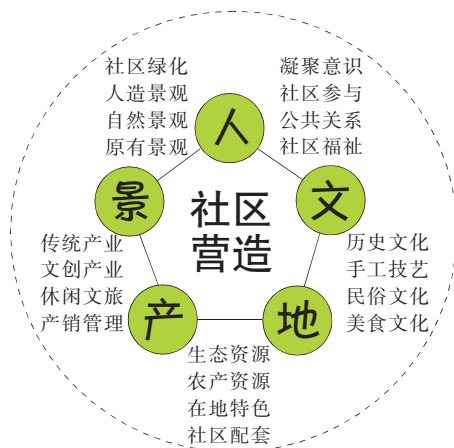 社区绿化
人造景观
自然景观
原有景观
凝聚意识
社区参与
公共关系
社区福祉
人
景
文
社区
营造
传统产业
文创产业
休闲文旅
产销管理
历史文化
手工技艺
民俗文化
美食文化
产
地
生态资源
农产资源
在地特色
社区配套